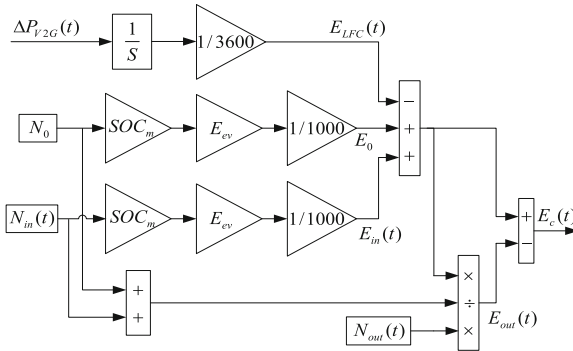 ΔP_{V2G}(t)
1
S
1/3600
E_{LFC}(t)
N_0
SOC_m
E_{ev}
1/1000
E_0
−
+
+
N_{in}(t)
SOC_m
E_{ev}
1/1000
E_{in}(t)
+
−
E_c(t)
+
+
×
÷
×
E_{out}(t)
N_{out}(t)